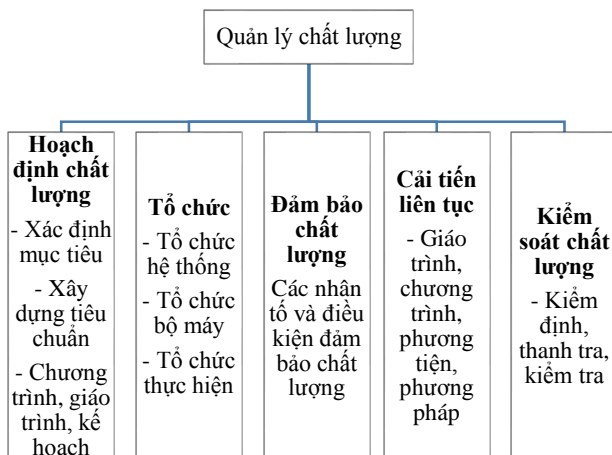 Quản lý chất lượng
Hoạch
định chất
lượng
- Xác định
mục tiêu
- Xây
dựng tiêu
chuẩn
- Chương
trình, giáo
trình, kế
hoạch
Tổ chức
- Tổ chức
hệ thống
- Tổ chức
bộ máy
- Tổ chức
thực hiện
Đảm bảo
chất
lượng
Các nhân
tố và điều
kiện đảm
bảo chất
lượng
Cải tiến
liên tục
- Giáo
trình,
chương
trình,
phương
tiện,
phương
pháp
Kiểm
soát chất
lượng
- Kiểm
định,
thanh tra,
kiểm tra